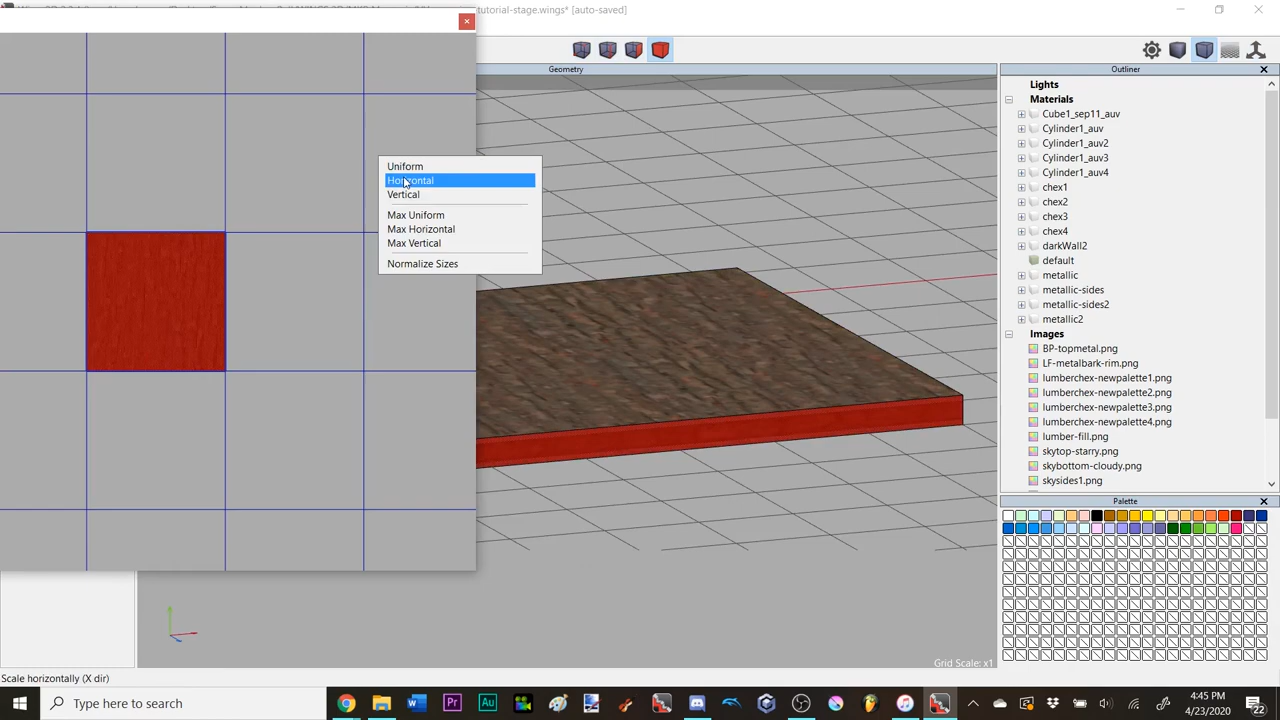 tutorial-stage.wings* [auto-saved]
Geometry
Outliner
Lights
Materials
Cube1_sep11_auv
Cylinder1_auv
Cylinder1_auv2
Cylinder1_auv3
Cylinder1_auv4
chex1
chex2
chex3
chex4
darkWall2
default
metallic
metallic-sides
metallic-sides2
metallic2
Images
BP-topmetal.png
LF-metalbark-rim.png
lumberchex-newpalette1.png
lumberchex-newpalette2.png
lumberchex-newpalette3.png
lumberchex-newpalette4.png
lumber-fill.png
skytop-starry.png
skybottom-cloudy.png
skysides1.png
Uniform
Horizontal
Vertical
Max Uniform
Max Horizontal
Max Vertical
Normalize Sizes
Palette
Grid Scale: x1
Scale horizontally (X dir)
Type here to search
W
Pr
Au
4:45 PM
4/23/2020